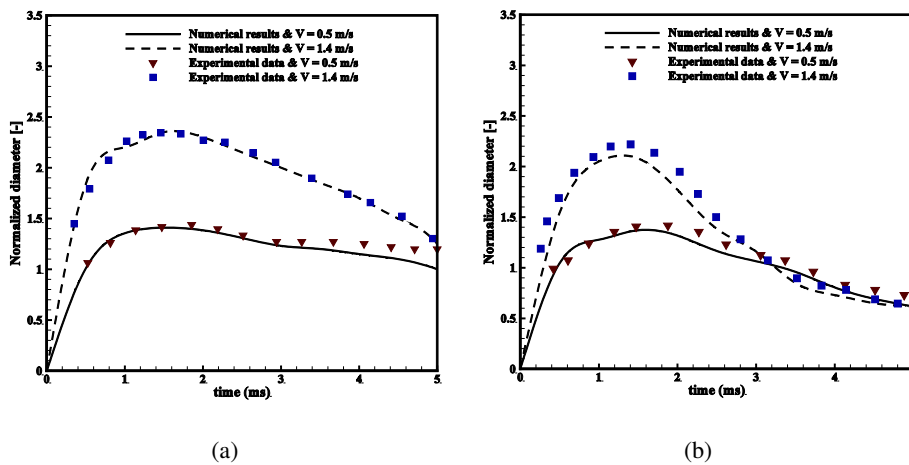 Numerical results & V = 0.5 m/s
Numerical results & V = 1.4 m/s
Experimental data & V = 0.5 m/s
Experimental data & V = 1.4 m/s
Normalized diameter [-]
3.5
3.
2.5
2.
1.5
1.
0.5
0.
0. 1. 2. 3. 4. 5.
time (ms).
(a)
Numerical results & V = 0.5 m/s
Numerical results & V = 1.4 m/s
Experimental data & V = 0.5 m/s
Experimental data & V = 1.4 m/s
Normalized diameter [-]
3.5
3.
2.5
2.
1.5
1.
0.5
0.
0. 1. 2. 3. 4. 5.
time (ms).
(b)